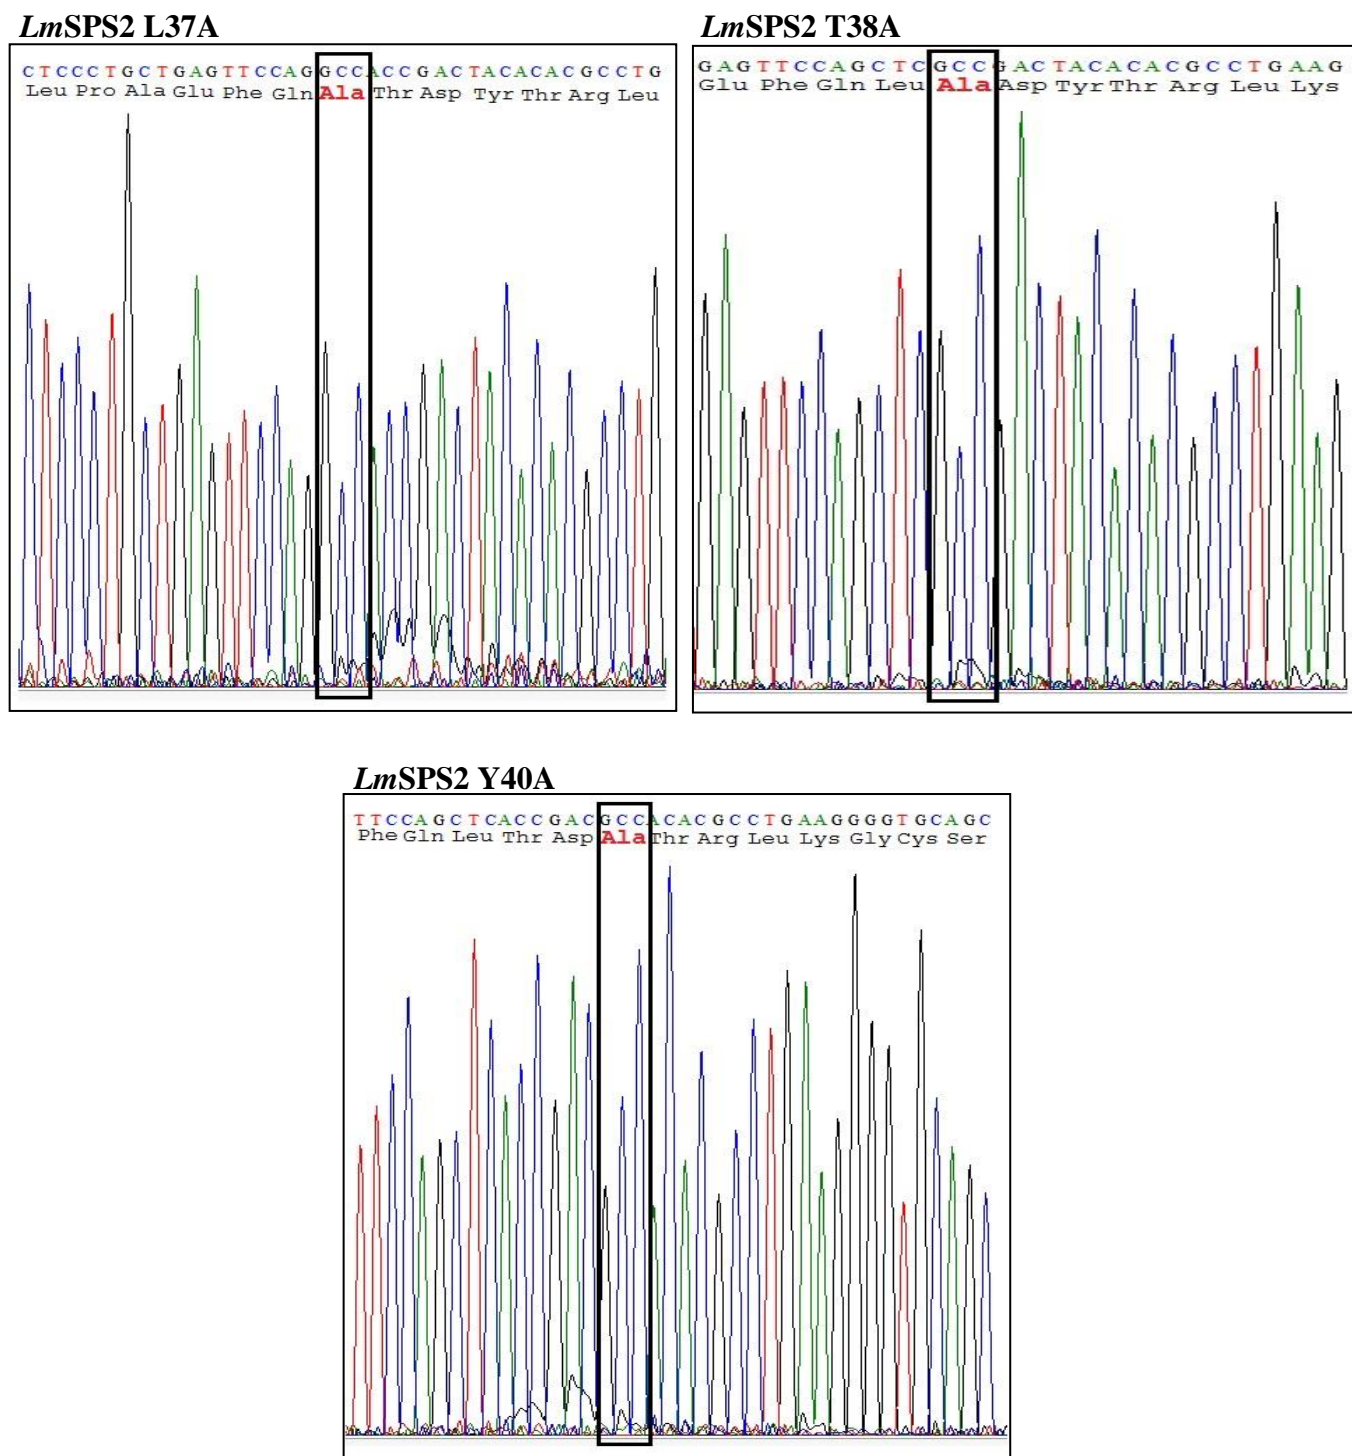 LmSPS2 L37A
CTCCCTGCTGAGTTCCAGGCCACCGACTACACACGCCTG
Leu Pro Ala Glu Phe Gln Ala Thr Asp Tyr Thr Arg Leu
LmSPS2 T38A
GAGTTCCAGCTCGCCGACTACACACGCCTGAAG
Glu Phe Gln Leu Ala Asp Tyr Thr Arg Leu Lys
LmSPS2 Y40A
TTCCAGCTCACCGACGCCACACGCCTGAAGGGGTGCAGC
Phe Gln Leu Thr Asp Ala Thr Arg Leu Lys Gly Cys Ser